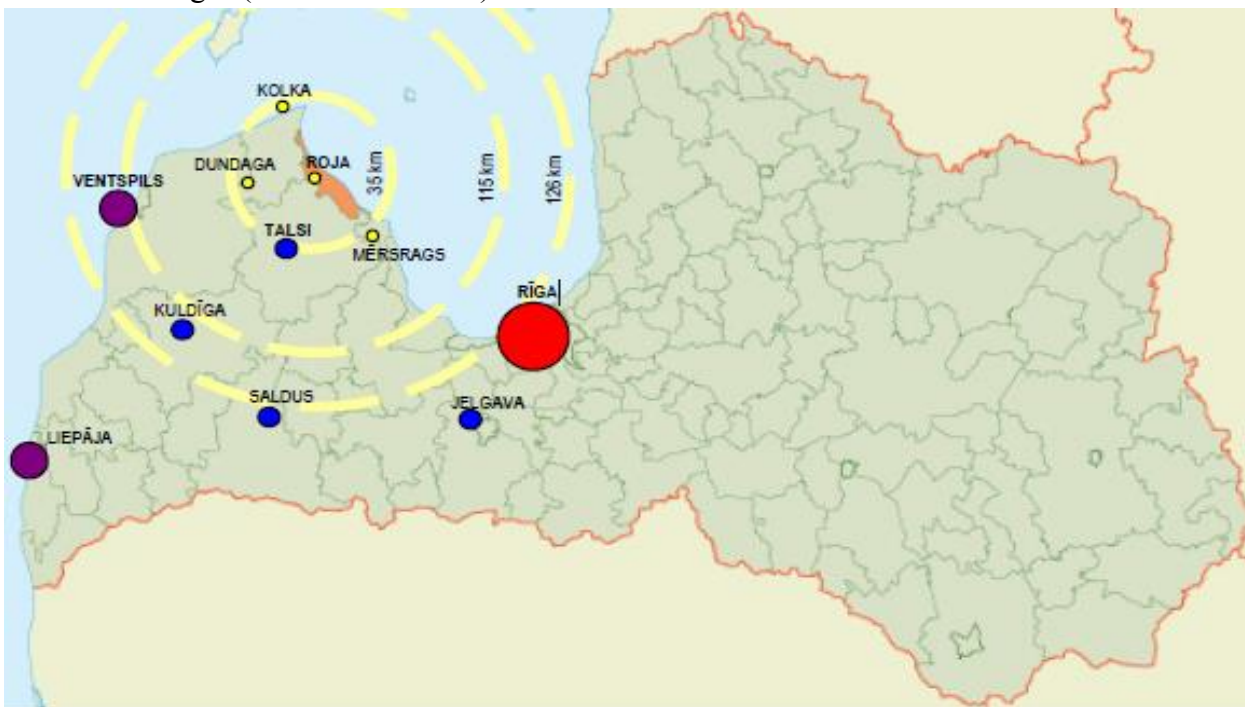 KOLKA
DUNDAGA
ROJA
35 km
115 km
126 km
VENTSPILS
TALSI
MĒRSRAGS
RĪGA
KULDĪGA
SALDUS
JELGAVA
LIEPĀJA